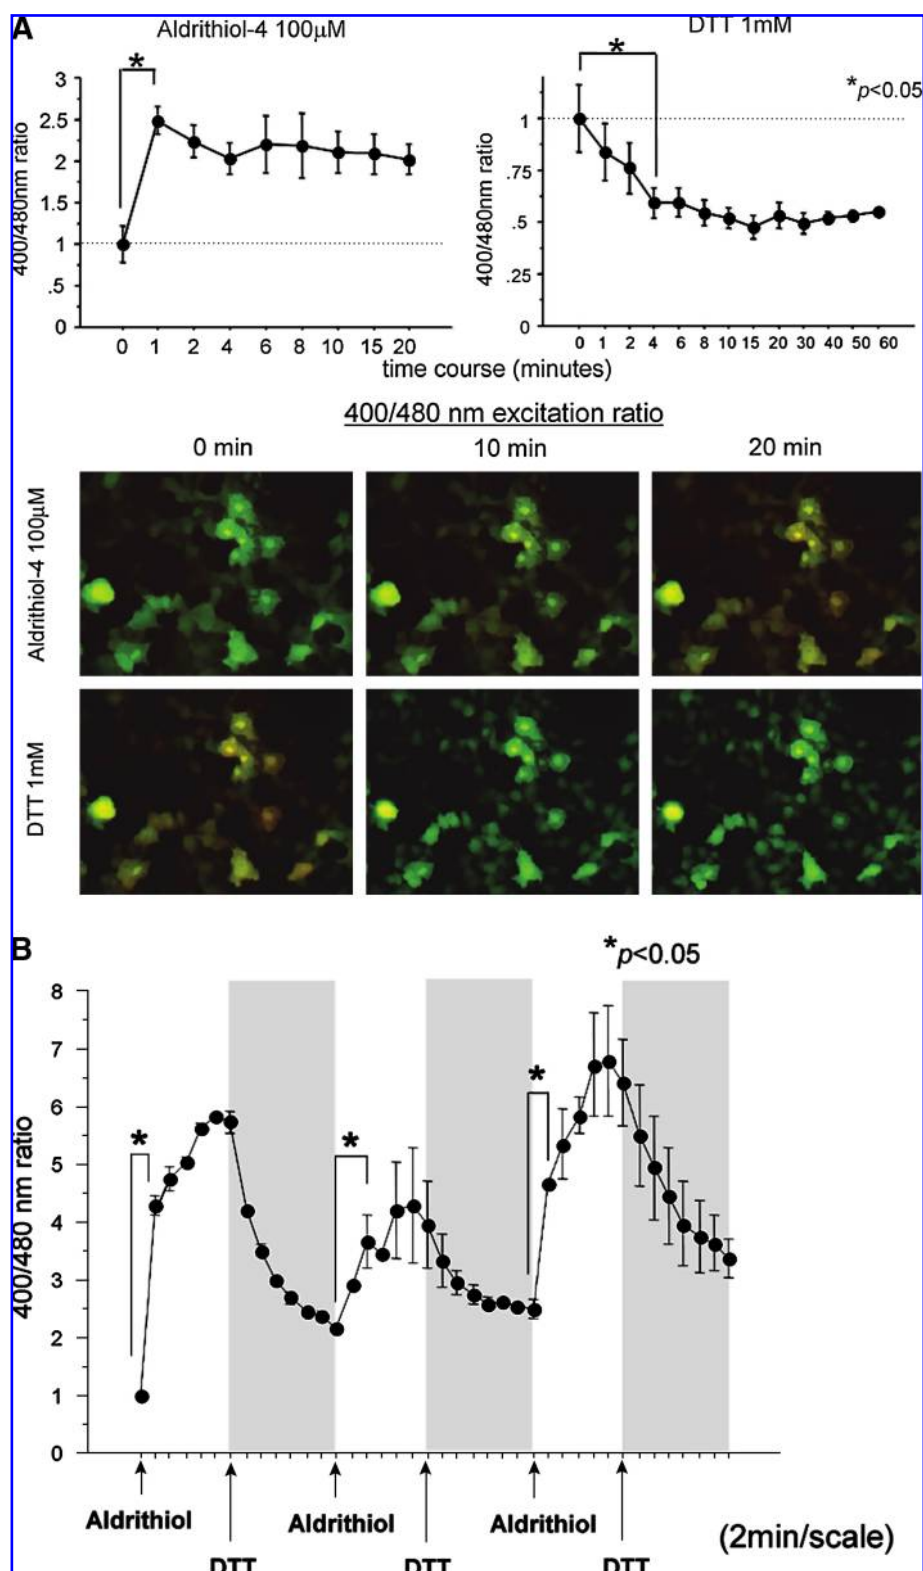 A
Aldrithiol-4 100μM
DTT 1mM
*
*
*p<0.05
400/480nm ratio
3
2.5
2
1.5
1
.5
0
0 1 2 4 6 8 10 15 20
400/480nm ratio
1
.75
.5
.25
0
0 1 2 4 6 8 10 15 20 30 40 50 60
time course (minutes)
400/480 nm excitation ratio
0 min 10 min 20 min
Aldrithiol-4 100μM
DTT 1mM
B
*p<0.05
400/480 nm ratio
8
7
6
5
4
3
2
1
0
*
*
*
Aldrithiol Aldrithiol Aldrithiol
DTT DTT DTT
(2min/scale)